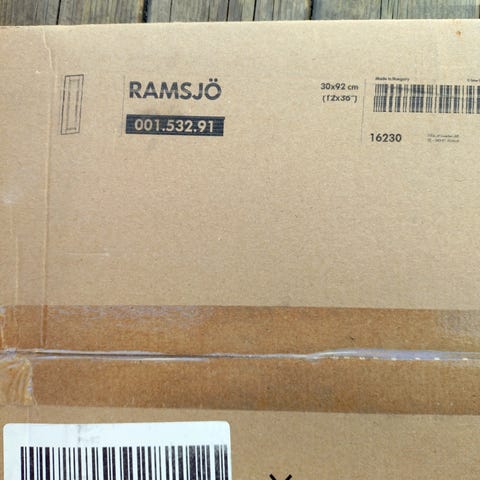 RAMSJÖ
001.532.91
30x92 cm
(12x36")
Made in Hungary
16230